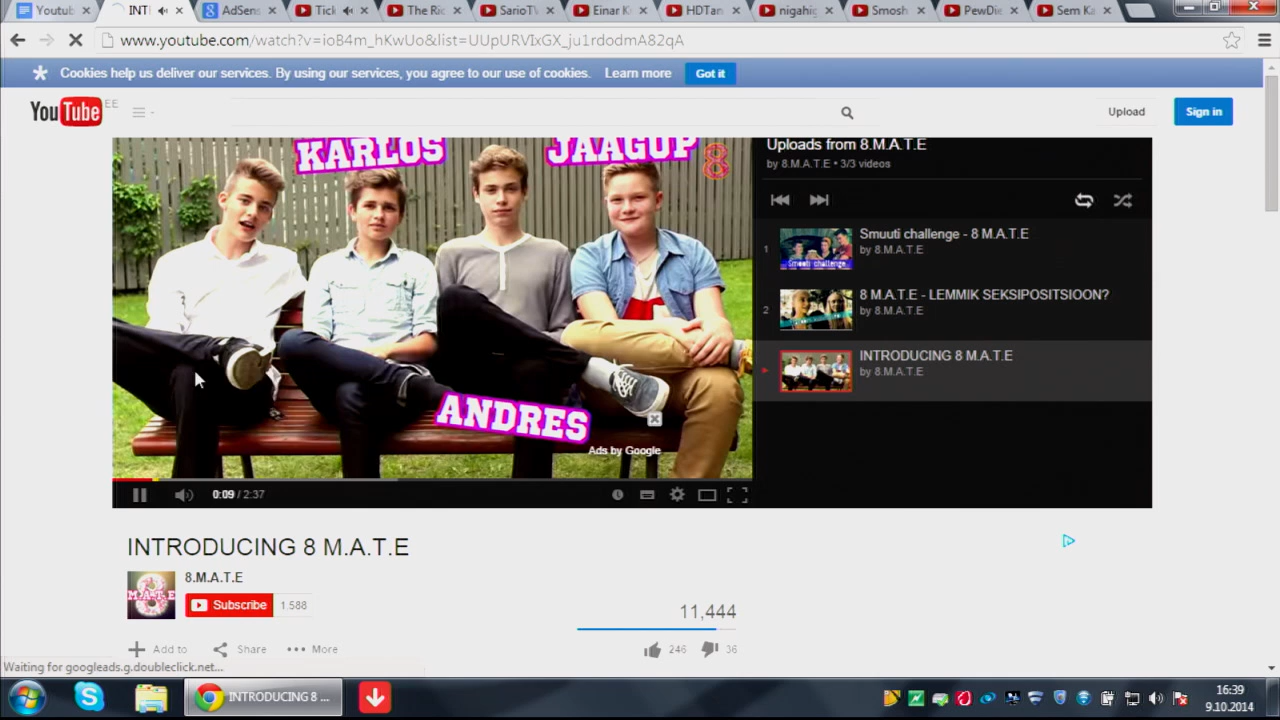 Youtub
INT
AdSens
Tick
The Ric
SarioTV
Einar K
HDTan
nigahig
Smosh
PewDie
Sem Ka
www.youtube.com/watch?v=ioB4m_hKwUo&list=UUpURVIxGX_ju1rdodmA82qA
Cookies help us deliver our services. By using our services, you agree to our use of cookies. Learn more Got it
YouTube EE
Upload Sign in
KARLOS JAAGUP 8
ANDRES
Ads by Google
0:09 / 2:37
Uploads from 8.M.A.T.E
by 8.M.A.T.E • 3/3 videos
1 Smuuti challenge - 8 M.A.T.E
by 8.M.A.T.E
Smuuti challenge
2 8 M.A.T.E - LEMMIK SEKSIPOSITSIOON?
by 8.M.A.T.E
INTRODUCING 8 M.A.T.E
by 8.M.A.T.E
INTRODUCING 8 M.A.T.E
M.A.T.E
8.M.A.T.E
Subscribe 1.588
11,444
Add to Share More 246 36
Waiting for googleads.g.doubleclick.net...
INTRODUCING 8 ...
16:39
9.10.2014